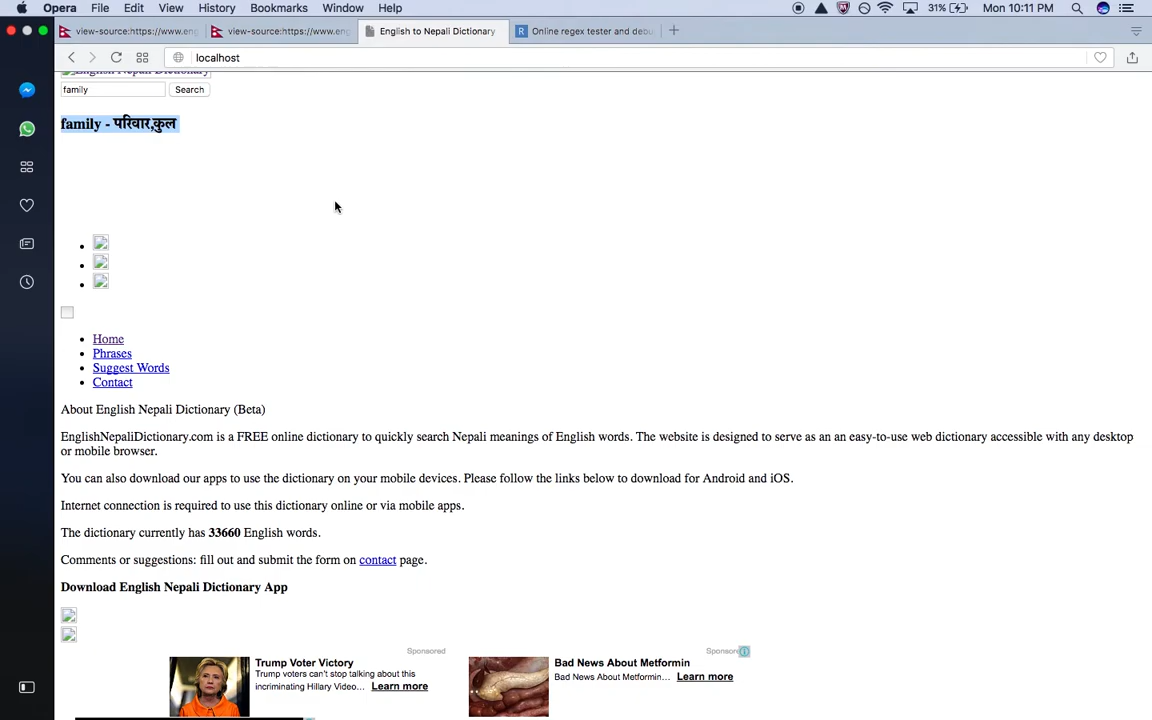 Opera File Edit View History Bookmarks Window Help 31% Mon 10:11 PM
view-source:https://www.eng view-source:https://www.eng English to Nepali Dictionary Online regex tester and debu
localhost
English Nepali Dictionary
family Search
family - परिवार,कुल
Home
Phrases
Suggest Words
Contact
About English Nepali Dictionary (Beta)
EnglishNepaliDictionary.com is a FREE online dictionary to quickly search Nepali meanings of English words. The website is designed to serve as an an easy-to-use web dictionary accessible with any desktop
or mobile browser.
You can also download our apps to use the dictionary on your mobile devices. Please follow the links below to download for Android and iOS.
Internet connection is required to use this dictionary online or via mobile apps.
The dictionary currently has 33660 English words.
Comments or suggestions: fill out and submit the form on contact page.
Download English Nepali Dictionary App
Sponsored Sponsore
Trump Voter Victory
Trump voters can't stop talking about this
incriminating Hillary Video... Learn more
Bad News About Metformin
Bad News About Metformin... Learn more